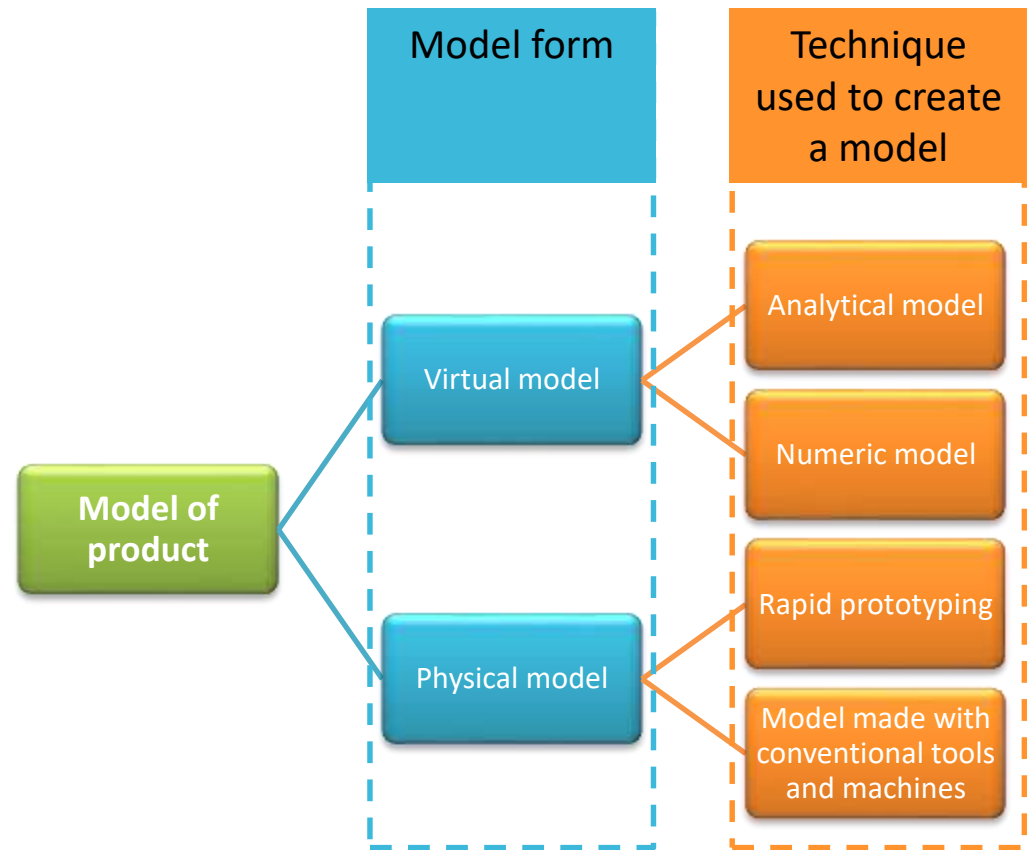 Model form
Technique
used to create
a model
Analytical model
Virtual model
Numeric model
Model of
product
Rapid prototyping
Physical model
Model made with
conventional tools
and machines